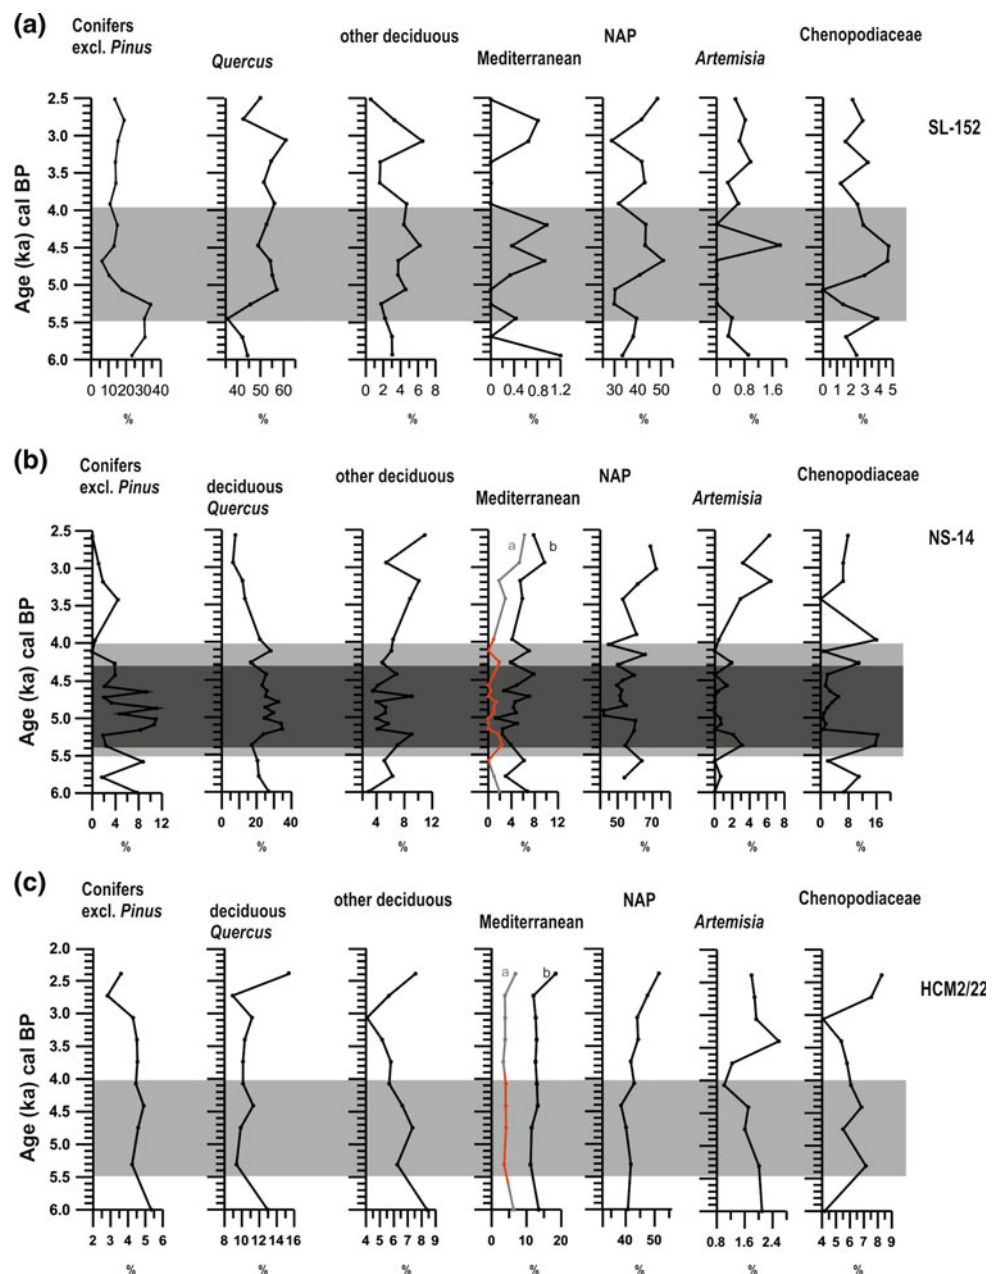 (a)
Conifers
excl. Pinus
Quercus
other deciduous
Mediterranean
NAP
Artemisia
Chenopodiaceae
SL-152
Age (ka) cal BP
2.5
3.0
3.5
4.0
4.5
5.0
5.5
6.0
0 10 20 30 40
40 50 60
0 2 4 6 8
0 0.4 0.8 1.2
30 40 50
0 0.8 1.6
0 1 2 3 4 5
% % % % % % %
(b)
Conifers
excl. Pinus
deciduous
Quercus
other deciduous
Mediterranean
NAP
Artemisia
Chenopodiaceae
NS-14
a b
Age (ka) cal BP
2.5
3.0
3.5
4.0
4.5
5.0
5.5
6.0
0 4 8 12
0 20 40
4 8 12
0 4 8 12
50 70
0 2 4 6 8
0 8 16
% % % % % % %
(c)
Conifers
excl. Pinus
deciduous
Quercus
other deciduous
Mediterranean
NAP
Artemisia
Chenopodiaceae
HCM2/22
a b
Age (ka) cal BP
2.0
2.5
3.0
3.5
4.0
4.5
5.0
5.5
6.0
2 3 4 5 6
8 10 12 14 16
4 5 6 7 8 9
0 10 20
40 50
0.8 1.6 2.4
4 5 6 7 8 9
% % % % % % %